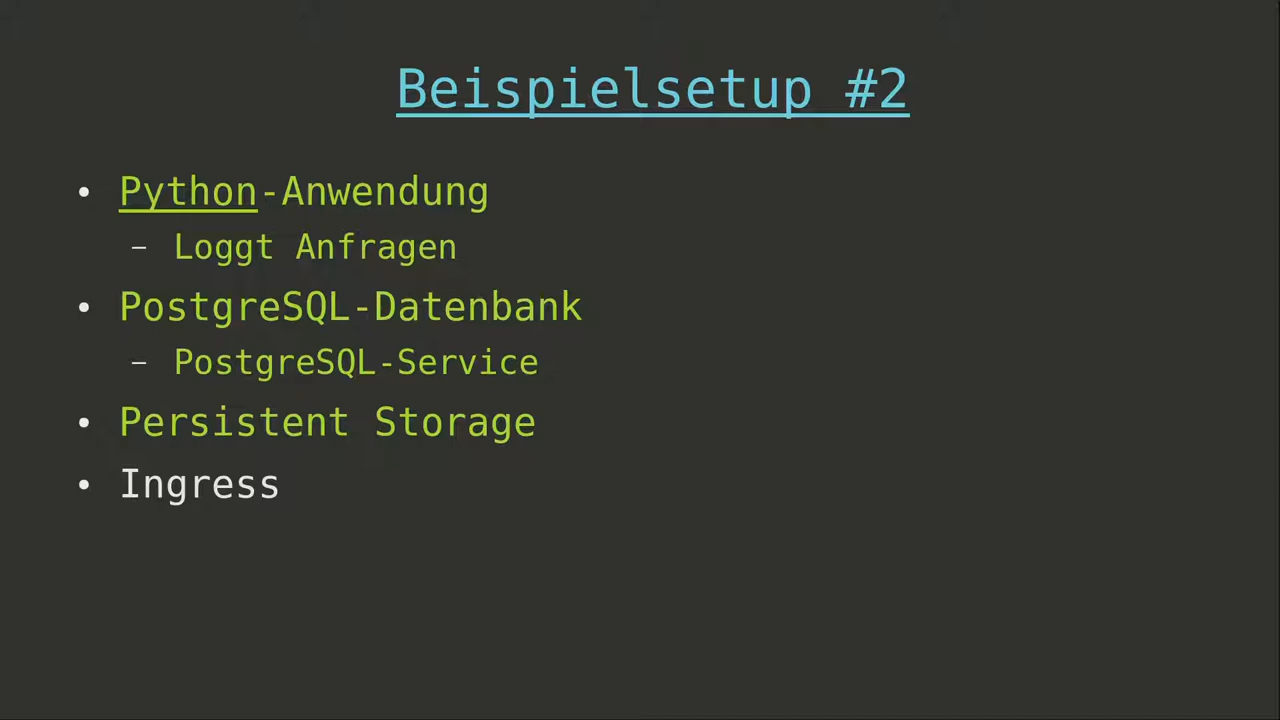 Beispielsetup #2
• Python-Anwendung
– Loggt Anfragen
• PostgreSQL-Datenbank
– PostgreSQL-Service
• Persistent Storage
• Ingress